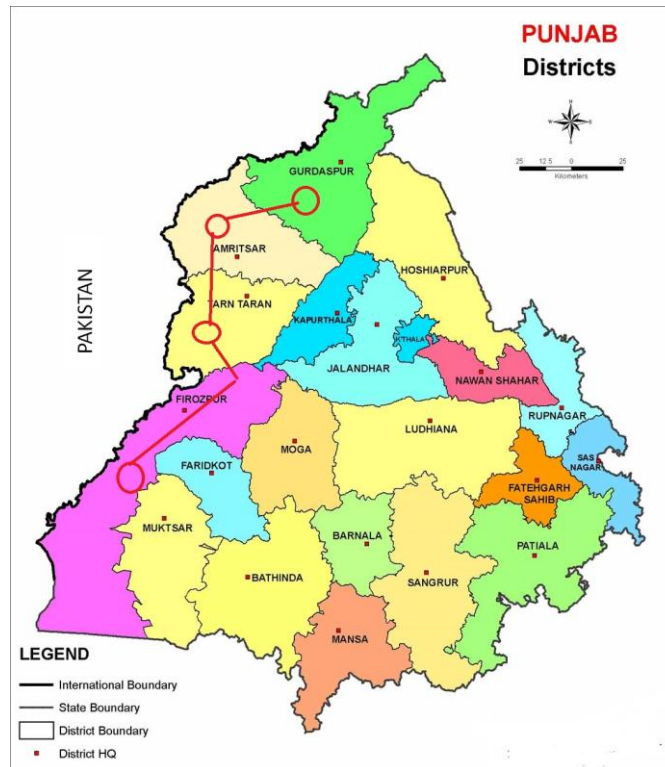 PUNJAB
Districts
N
W E
S
25 12.5 0 25
Kilometers
GURDASPUR
AMRITSAR
HOSHIARPUR
TARN TARAN
KAPURTHALA
K'THALA
PAKISTAN
JALANDHAR
NAWAN SHAHAR
FIROZPUR
RUPNAGAR
LUDHIANA
MOGA
SAS
NAGAR
FARIDKOT
FATEHGARH
SAHIB
MUKTSAR
BARNALA
PATIALA
BATHINDA
SANGRUR
MANSA
LEGEND
International Boundary
State Boundary
District Boundary
District HQ